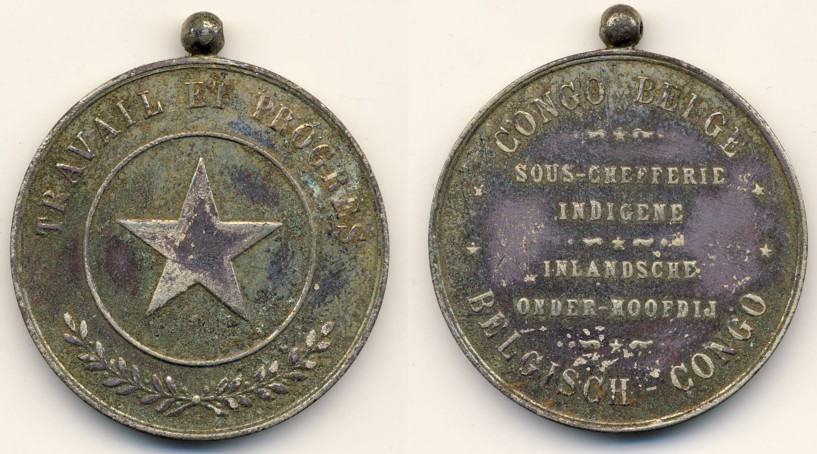 TRAVAIL ET PROGRES
CONGO BELGE
SOUS-CHEFFERIE
INDIGENE
INLANDSCHE
ONDER-HOOFDIJ
BELGISCH-CONGO